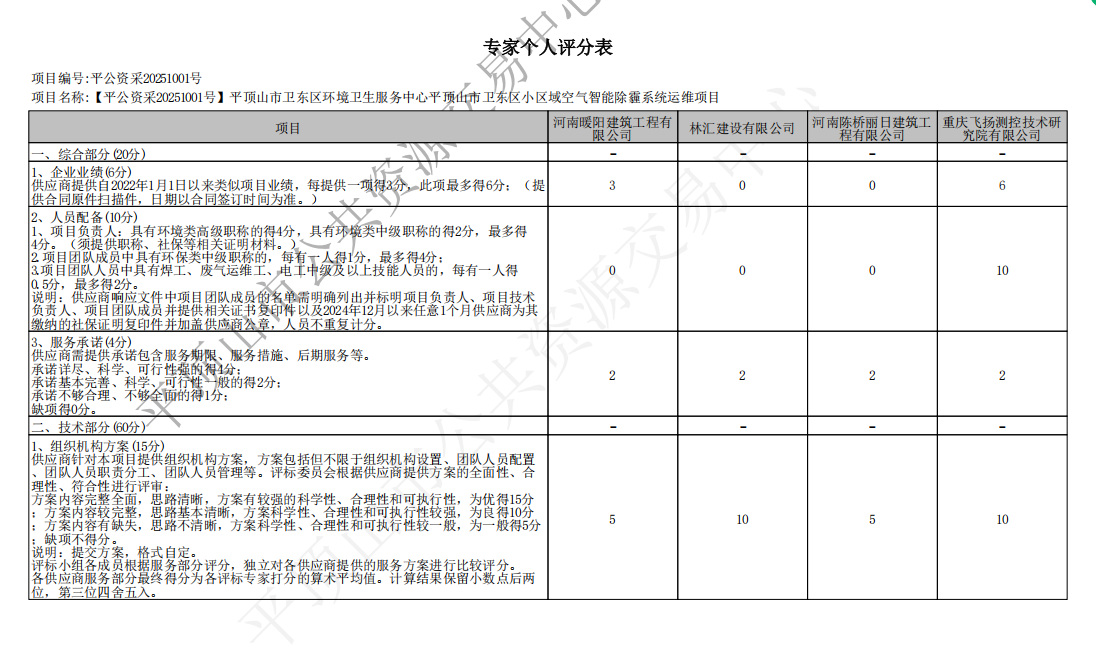 专家个人评分表
项目编号:平公资采20251001号
项目名称:【平公资采20251001号】平顶山市卫东区环境卫生服务中心平顶山市卫东区小区域空气智能除霾系统运维项目
项目
河南暖阳建筑工程有
限公司
林汇建设有限公司
河南陈桥丽日建筑工
程有限公司
重庆飞扬测控技术研
究院有限公司
一、综合部分(20分)
－ － － －
1、企业业绩(6分)
供应商提供自2022年1月1日以来类似项目业绩，每提供一项得3分，此项最多得6分；（提
供合同原件扫描件，日期以合同签订时间为准。）
3 0 0 6
2、人员配备(10分)
1、项目负责人：具有环境类高级职称的得4分，具有环境类中级职称的得2分，最多得
4分。（须提供职称、社保等相关证明材料。）
2.项目团队成员中具有环保类中级职称的，每有一人得1分，最多得4分；
3.项目团队人员中具有焊工、废气运维工、电工中级及以上技能人员的，每有一人得
0.5分，最多得2分。
说明：供应商响应文件中项目团队成员的名单需明确列出并标明项目负责人、项目技术
负责人、项目团队成员并提供相关证书复印件以及2024年12月以来任意1个月供应商为其
缴纳的社保证明复印件并加盖供应商公章，人员不重复计分。
0 0 0 10
3、服务承诺(4分)
供应商需提供承诺包含服务期限、服务措施、后期服务等。
承诺详尽、科学、可行性强的得4分；
承诺基本完善、科学、可行性一般的得2分；
承诺不够合理、不够全面的得1分；
缺项得0分。
2 2 2 2
二、技术部分(60分)
－ － － －
1、组织机构方案(15分)
供应商针对本项目提供组织机构方案，方案包括但不限于组织机构设置、团队人员配置
、团队人员职责分工、团队人员管理等。评标委员会根据供应商提供方案的全面性、合
理性、符合性进行评审：
方案内容完整全面，思路清晰，方案有较强的科学性、合理性和可执行性，为优得15分
；方案内容较完整，思路基本清晰，方案科学性、合理性和可执行性较强，为良得10分
；方案内容有缺失，思路不清晰，方案科学性、合理性和可执行性较一般，为一般得5分
；缺项不得分。
说明：提交方案，格式自定。
评标小组各成员根据服务部分评分，独立对各供应商提供的服务方案进行比较评分。
各供应商服务部分最终得分为各评标专家打分的算术平均值。计算结果保留小数点后两
位，第三位四舍五入。
5 10 5 10
平顶山市公共资源交易中心
平顶山市公共资源交易中心